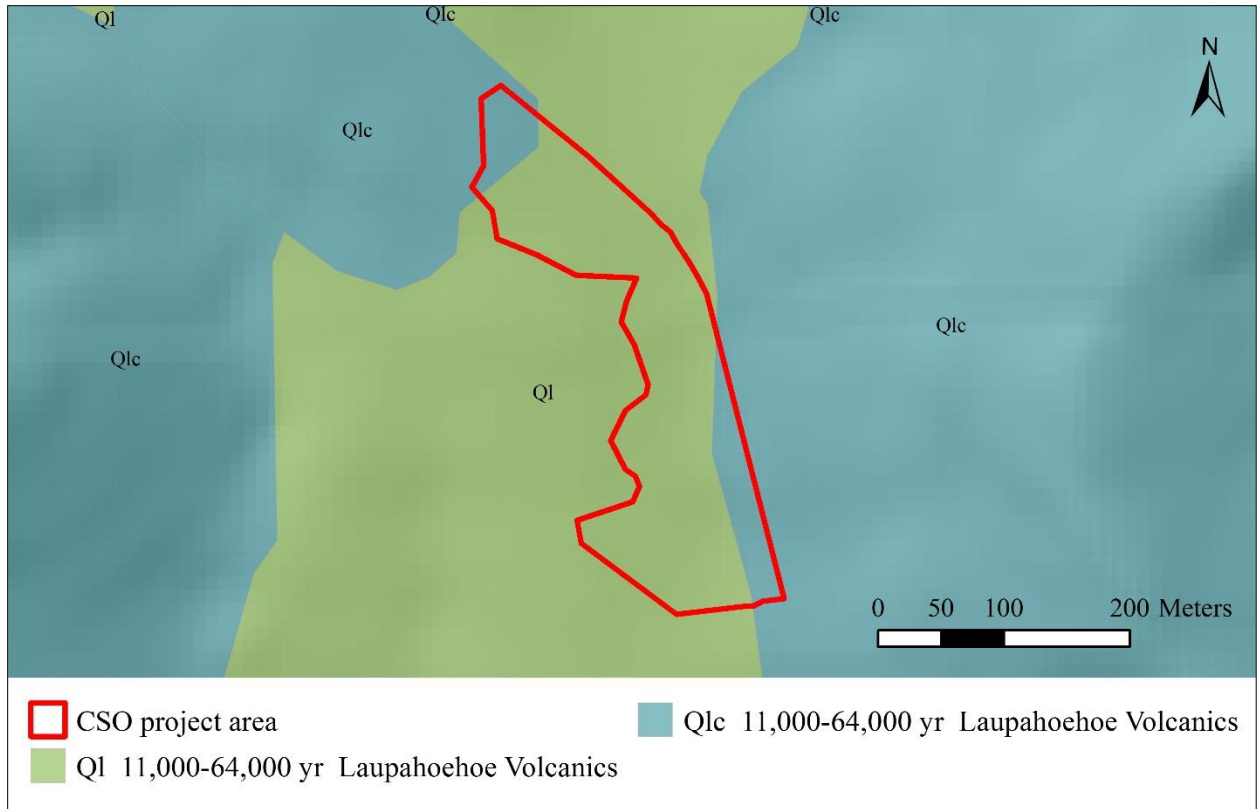 Ql
Qlc
Qlc
N
Qlc
Qlc
Qlc
Ql
0 50 100 200 Meters
CSO project area
Qlc 11,000-64,000 yr Laupahoehoe Volcanics
Ql 11,000-64,000 yr Laupahoehoe Volcanics